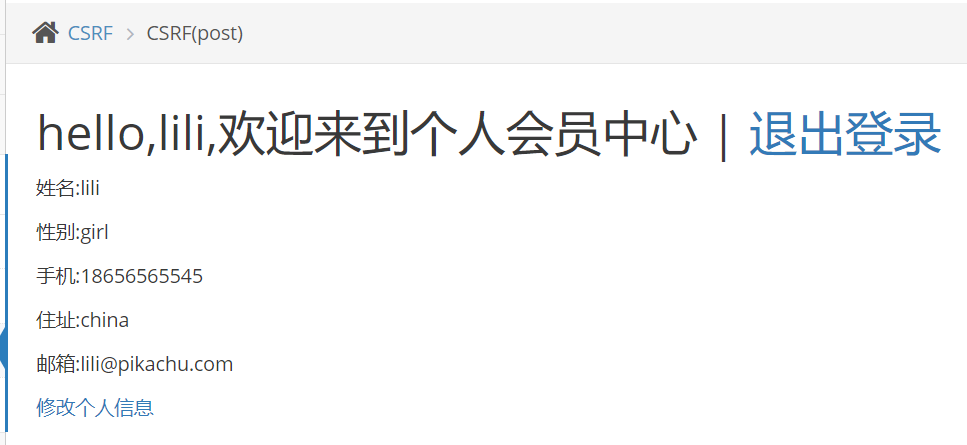 CSRF > CSRF(post)
hello,lili,欢迎来到个人会员中心 | 退出登录
姓名:lili
性别:girl
手机:18656565545
住址:china
邮箱:lili@pikachu.com
修改个人信息